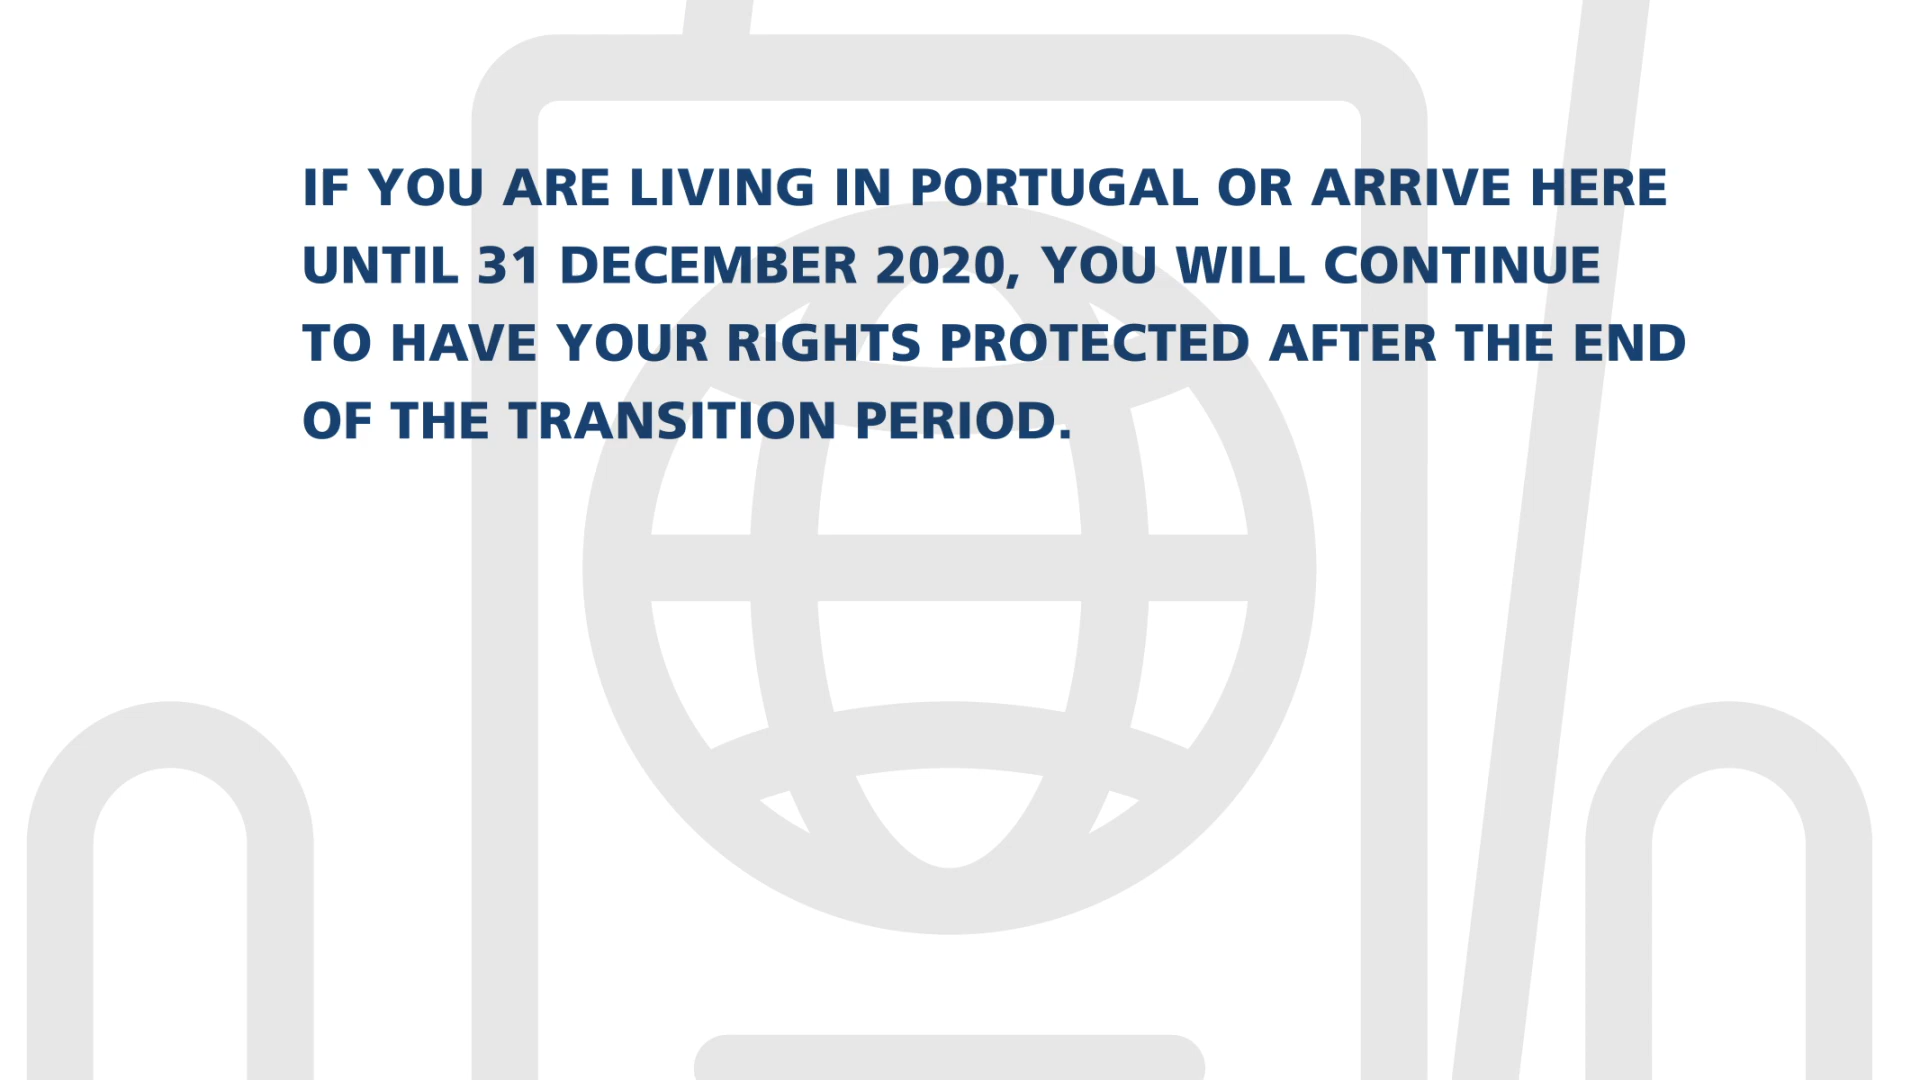 IF YOU ARE LIVING IN PORTUGAL OR ARRIVE HERE
UNTIL 31 DECEMBER 2020, YOU WILL CONTINUE
TO HAVE YOUR RIGHTS PROTECTED AFTER THE END
OF THE TRANSITION PERIOD.